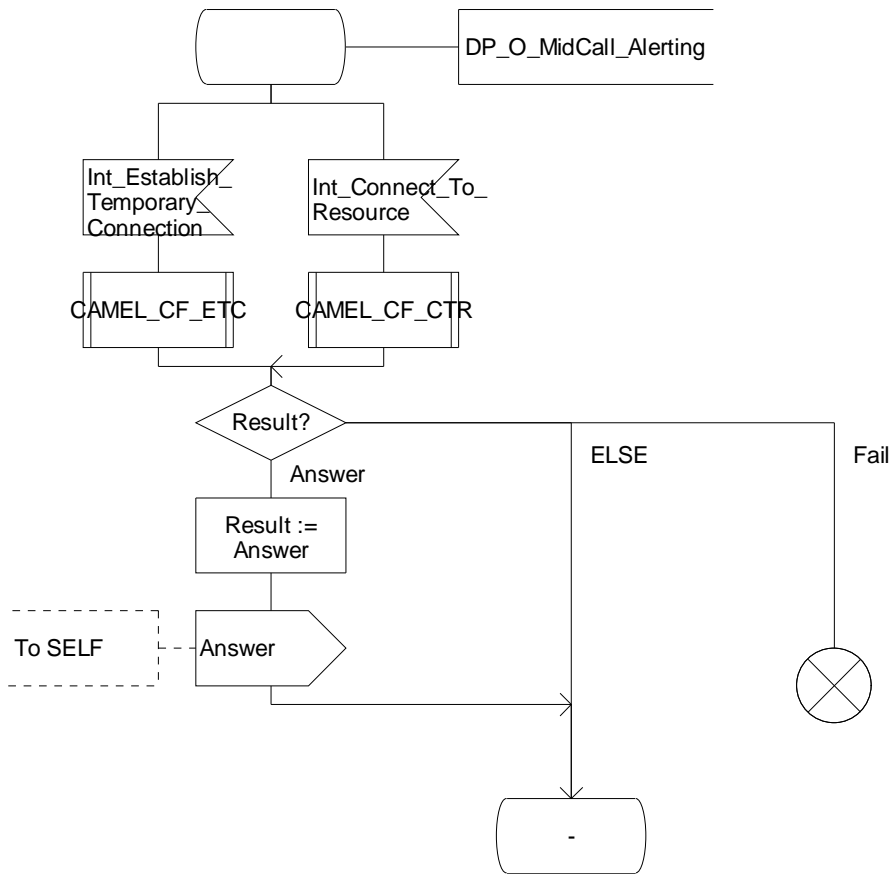 DP_O_MidCall_Alerting
Int_Establish_
Temporary_
Connection
Int_Connect_To_
Resource
CAMEL_CF_ETC
CAMEL_CF_CTR
Result?
ELSE
Fail
Answer
Result :=
Answer
To SELF
Answer
-